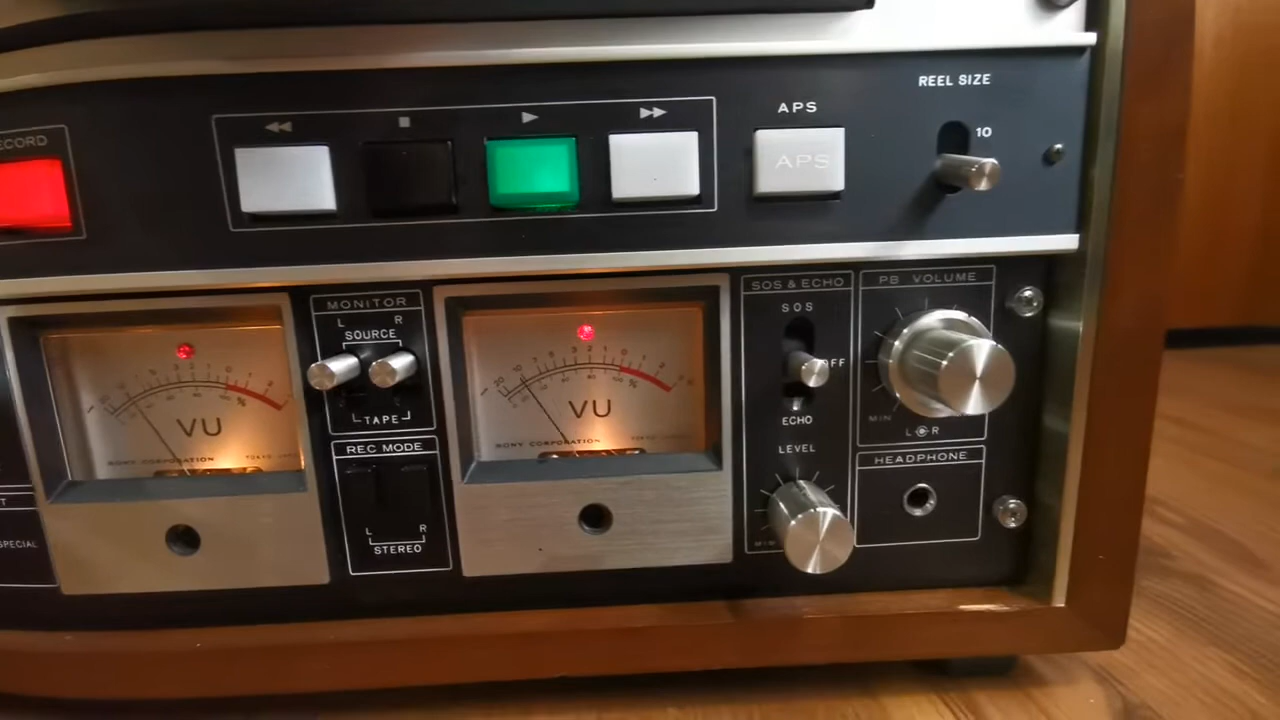 REEL SIZE
10
APS
APS
ECORD
MONITOR
L R
SOURCE
TAPE
REC MODE
L R
STEREO
VU
SONY CORPORATION
VU
SONY CORPORATION
SOS & ECHO
SOS
OFF
ECHO
LEVEL
MIN
PB VOLUME
MIN
L R
HEADPHONE
T
SPECIAL